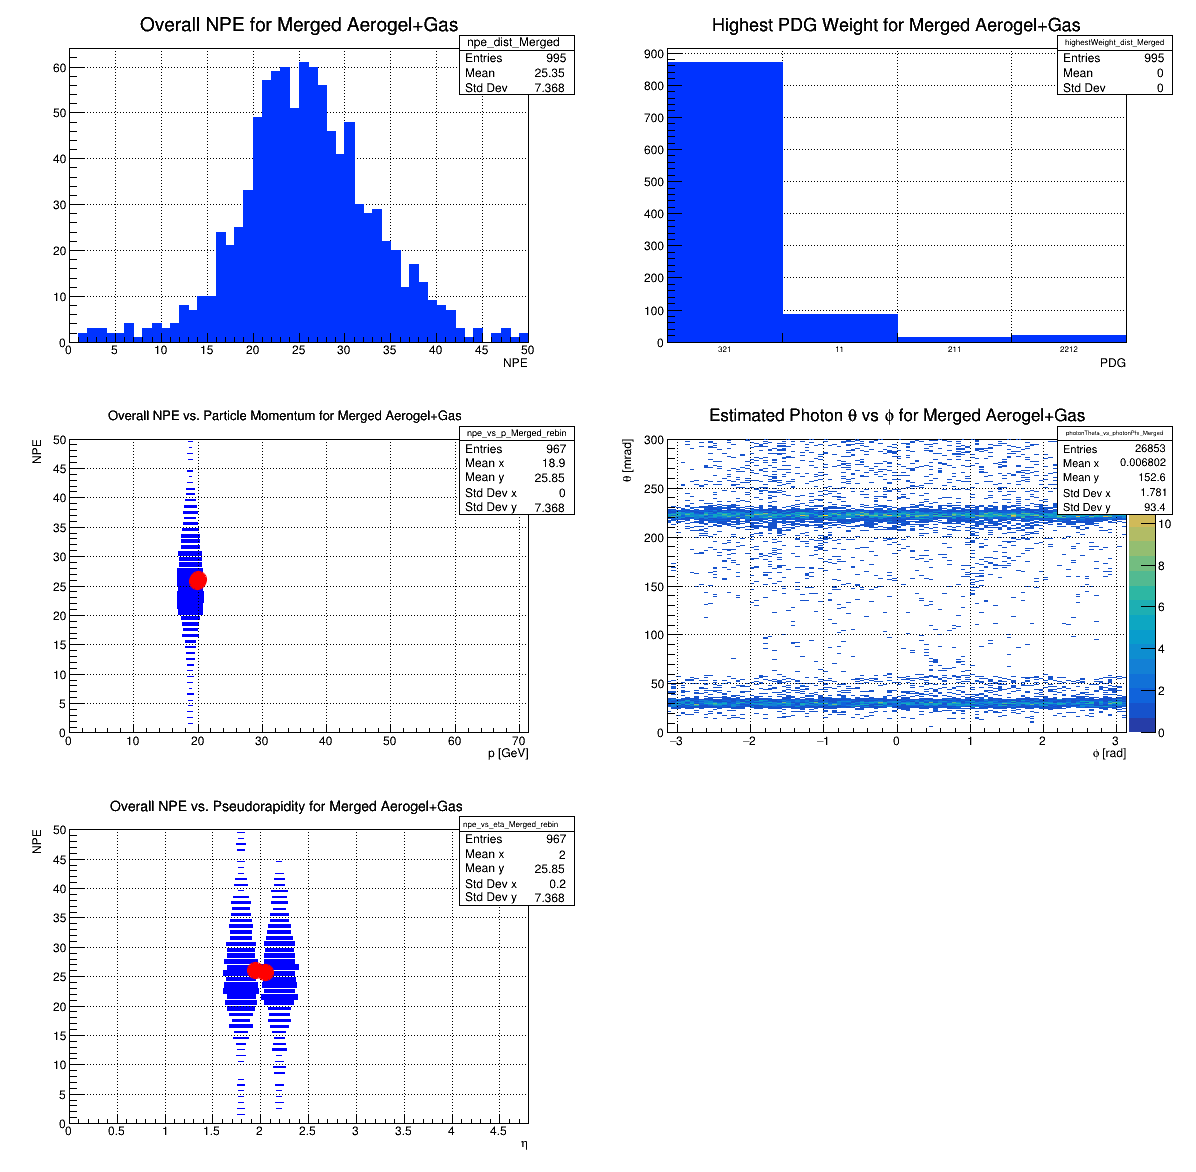 Overall NPE for Merged Aerogel+Gas
npe_dist_Merged
Entries 995
Mean 25.35
Std Dev 7.368
60
50
40
30
20
10
0
0 5 10 15 20 25 30 35 40 45 50
NPE
Highest PDG Weight for Merged Aerogel+Gas
highestWeight_dist_Merged
Entries 995
Mean 0
Std Dev 0
900
800
700
600
500
400
300
200
100
0
321 11 211 2212
PDG
Overall NPE vs. Particle Momentum for Merged Aerogel+Gas
npe_vs_p_Merged_rebin
Entries 967
Mean x 18.9
Mean y 25.85
Std Dev x 0
Std Dev y 7.368
NPE
50
45
40
35
30
25
20
15
10
5
0
0 10 20 30 40 50 60 70
p [GeV]
Estimated Photon θ vs ϕ for Merged Aerogel+Gas
photonTheta_vs_photonPhi_Merged
Entries 26853
Mean x 0.006802
Mean y 152.6
Std Dev x 1.781
Std Dev y 93.4
θ [mrad]
300
250
200
150
100
50
0
−3 −2 −1 0 1 2 3
ϕ [rad]
10
8
6
4
2
0
Overall NPE vs. Pseudorapidity for Merged Aerogel+Gas
npe_vs_eta_Merged_rebin
Entries 967
Mean x 2
Mean y 25.85
Std Dev x 0.2
Std Dev y 7.368
NPE
50
45
40
35
30
25
20
15
10
5
0
0 0.5 1 1.5 2 2.5 3 3.5 4 4.5
η